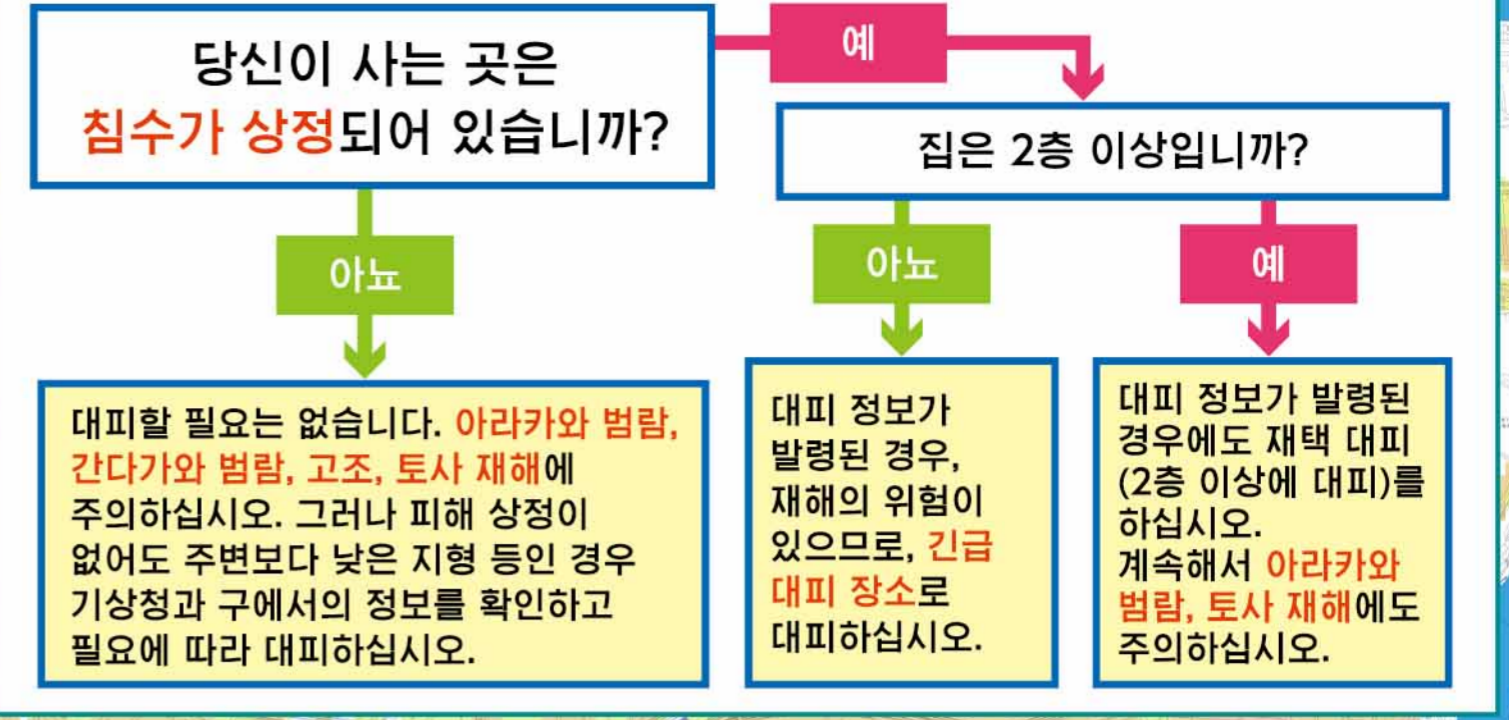 당신이 사는 곳은
침수가 상정되어 있습니까?
예
집은 2층 이상입니까?
아뇨
아뇨
예
대피할 필요는 없습니다. 아라카와 범람,
간다가와 범람, 고조, 토사 재해에
주의하십시오. 그러나 피해 상정이
없어도 주변보다 낮은 지형 등인 경우
기상청과 구에서의 정보를 확인하고
필요에 따라 대피하십시오.
대피 정보가
발령된 경우,
재해의 위험이
있으므로, 긴급
대피 장소로
대피하십시오.
대피 정보가 발령된
경우에도 재택 대피
(2층 이상에 대피)를
하십시오.
계속해서 아라카와
범람, 토사 재해에도
주의하십시오.